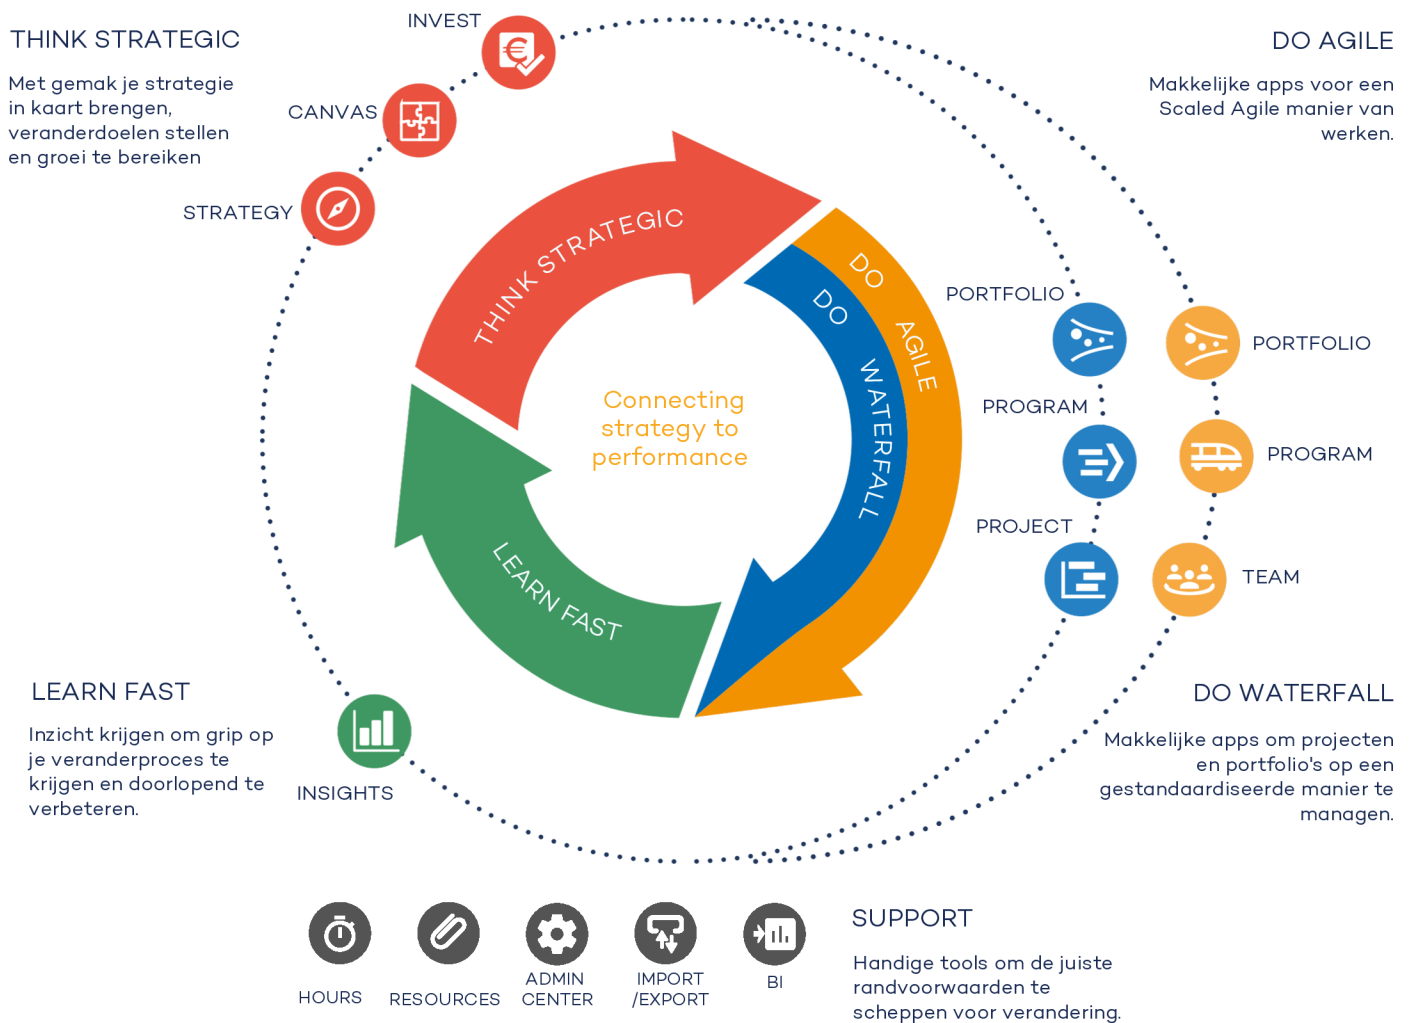 THINK STRATEGIC
Met gemak je strategie
in kaart brengen,
veranderdoelen stellen
en groei te bereiken
INVEST
CANVAS
STRATEGY
DO AGILE
Makkelijke apps voor een
Scaled Agile manier van
werken.
THINK STRATEGIC
DO AGILE
DO WATERFALL
LEARN FAST
Connecting
strategy to
performance
PORTFOLIO
PROGRAM
PROJECT
PORTFOLIO
PROGRAM
TEAM
LEARN FAST
Inzicht krijgen om grip op
je veranderproces te
krijgen en doorlopend te
verbeteren.
INSIGHTS
DO WATERFALL
Makkelijke apps om projecten
en portfolio's op een
gestandaardiseerde manier te
managen.
HOURS
RESOURCES
ADMIN
CENTER
IMPORT
/EXPORT
BI
SUPPORT
Handige tools om de juiste
randvoorwaarden te
scheppen voor verandering.